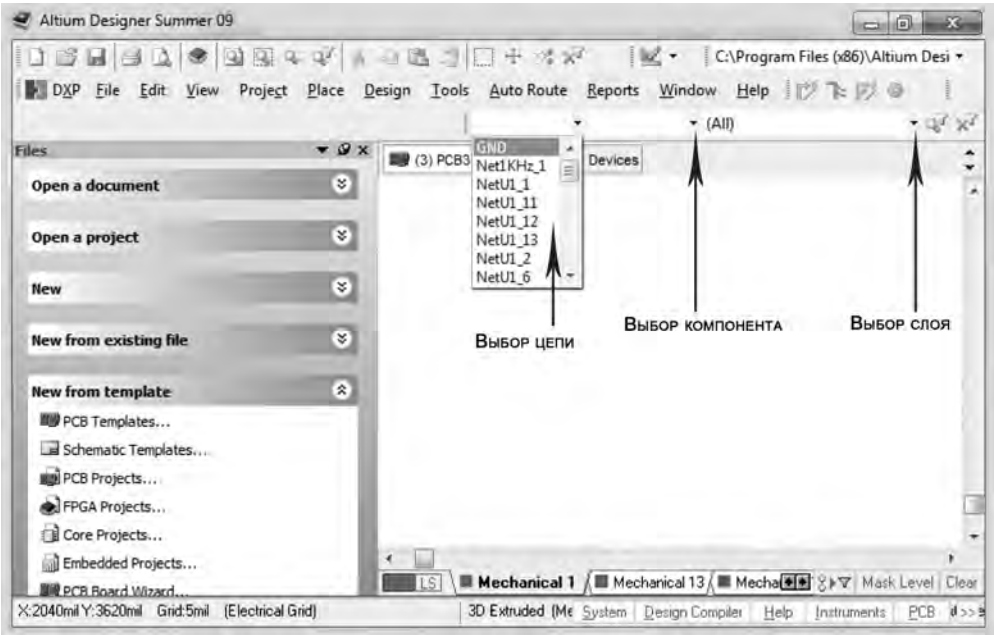 Altium Designer Summer 09
C:\Program Files (x86)\Altium Desi
DXP File Edit View Project Place Design Tools Auto Route Reports Window Help
(All)
Files
(3) PCB3
Devices
GND
Net1KHz_1
NetU1_1
NetU1_11
NetU1_12
NetU1_13
NetU1_2
NetU1_6
Open a document
Open a project
New
New from existing file
New from template
PCB Templates...
Schematic Templates...
PCB Projects...
FPGA Projects...
Core Projects...
Embedded Projects...
PCB Board Wizard...
Выбор цепи
Выбор компонента
Выбор слоя
LS Mechanical 1 Mechanical 13 Mecha Mask Level Clear
X:2040mil Y:3620mil Grid:5mil (Electrical Grid) 3D Extruded (Me System Design Compiler Help Instruments PCB >>